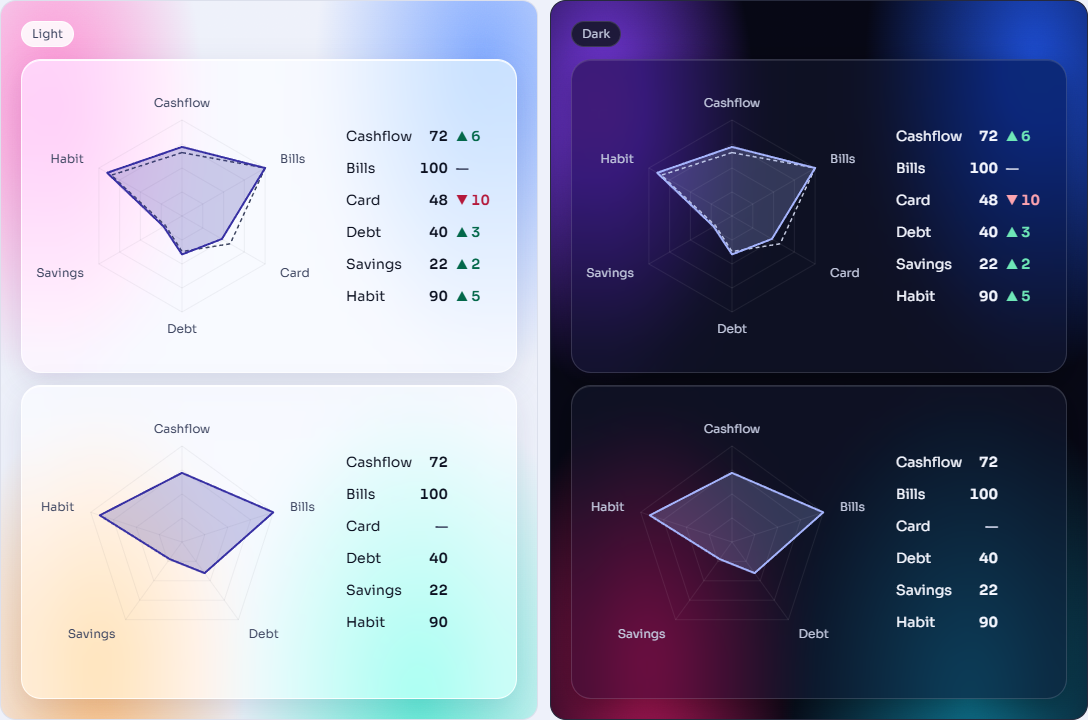 Light
Cashflow
Habit
Bills
Savings
Card
Debt
Cashflow 72 ▲6
Bills 100 —
Card 48 ▼10
Debt 40 ▲3
Savings 22 ▲2
Habit 90 ▲5
Cashflow
Habit
Bills
Savings
Debt
Cashflow 72
Bills 100
Card —
Debt 40
Savings 22
Habit 90
Dark
Cashflow
Habit
Bills
Savings
Card
Debt
Cashflow 72 ▲6
Bills 100 —
Card 48 ▼10
Debt 40 ▲3
Savings 22 ▲2
Habit 90 ▲5
Cashflow
Habit
Bills
Savings
Debt
Cashflow 72
Bills 100
Card —
Debt 40
Savings 22
Habit 90